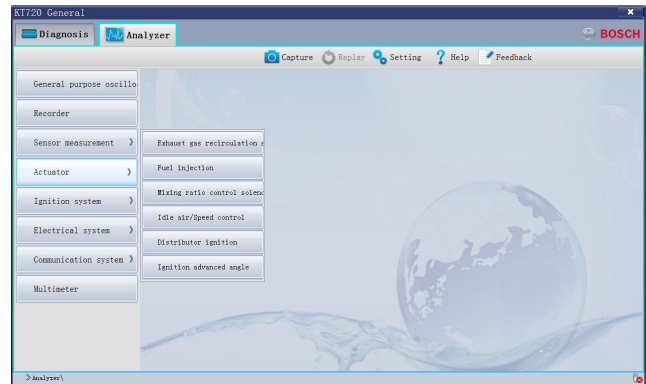 KT720 General
Diagnosis Analyzer
BOSCH
Capture Replay Setting ? Help Feedback
General purpose oscillo
Recorder
Sensor measurement
Actuator
Ignition system
Electrical system
Communication system
Multimeter
Exhaust gas recirculation s
Fuel injection
Mixing ratio control soleno
Idle air/Speed control
Distributor ignition
Ignition advanced angle
Analyzer\